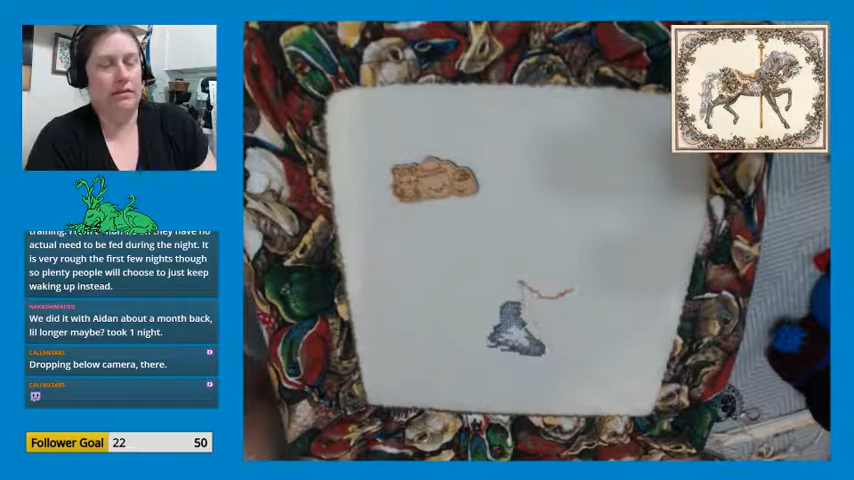 actual need to be fed during the night. It
is very rough the first few nights though
so plenty people will choose to just keep
waking up instead.
We did it with Aidan about a month back,
lil longer maybe? took 1 night.
Dropping below camera, there.
Follower Goal 22 50